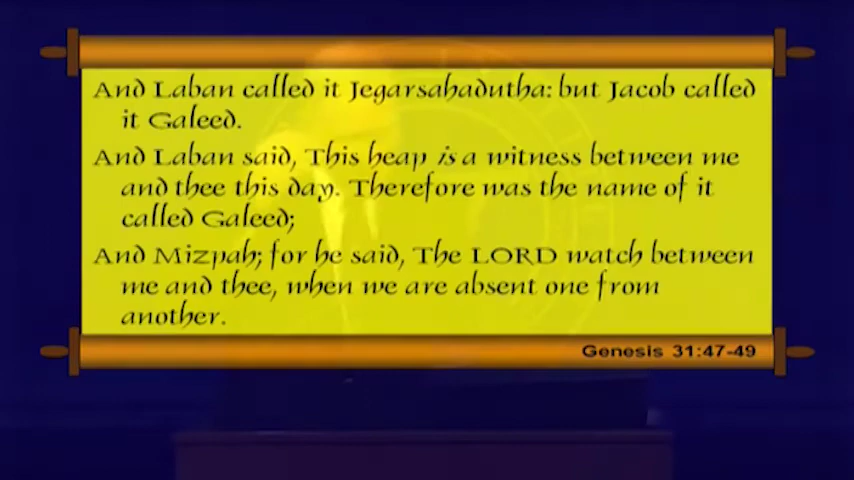 And Laban called it Jegarsahadutha: but Jacob called
it Galeed.
And Laban said, This heap is a witness between me
and thee this day. Therefore was the name of it
called Galeed;
And Mizpah; for he said, The LORD watch between
me and thee, when we are absent one from
another.
Genesis 31:47-49